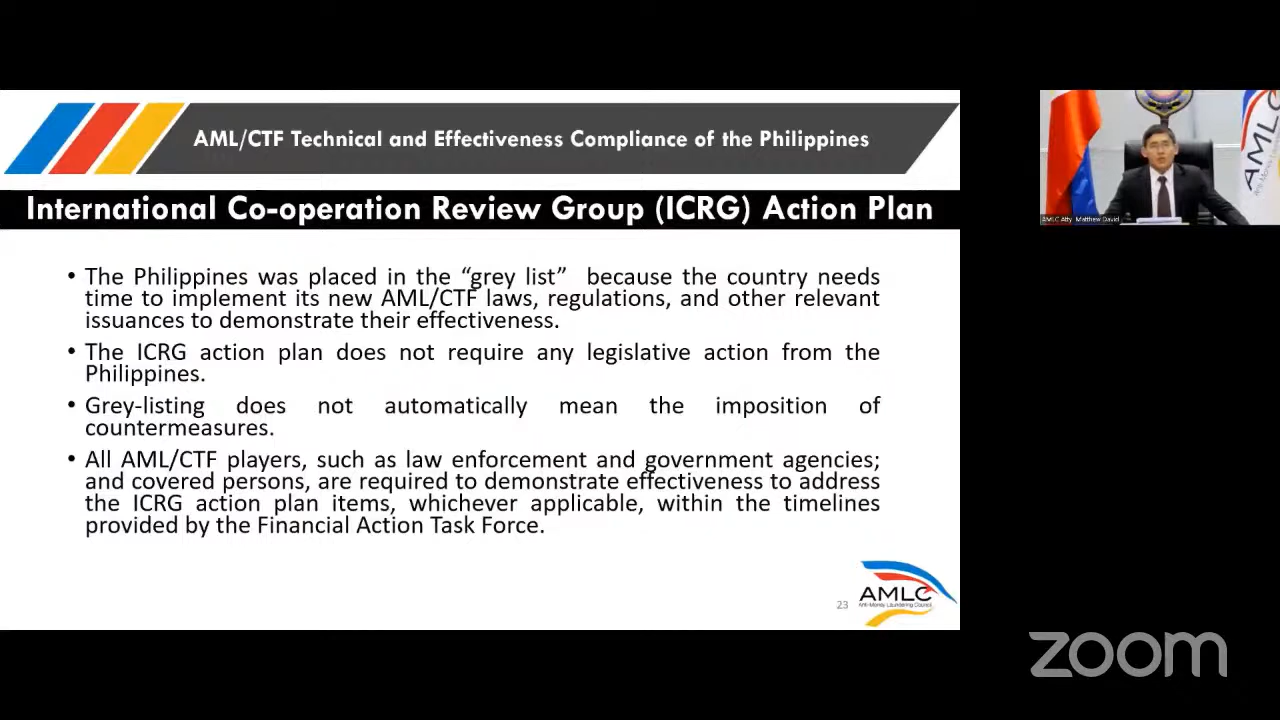 AML/CTF Technical and Effectiveness Compliance of the Philippines
International Co-operation Review Group (ICRG) Action Plan
• The Philippines was placed in the “grey list” because the country needs
time to implement its new AML/CTF laws, regulations, and other relevant
issuances to demonstrate their effectiveness.
• The ICRG action plan does not require any legislative action from the
Philippines.
• Grey-listing does not automatically mean the imposition of
countermeasures.
• All AML/CTF players, such as law enforcement and government agencies;
and covered persons, are required to demonstrate effectiveness to address
the ICRG action plan items, whichever applicable, within the timelines
provided by the Financial Action Task Force.
23
AMLC
Anti-Money Laundering Council
AMLC
AMLC Atty. Matthew David
zoom